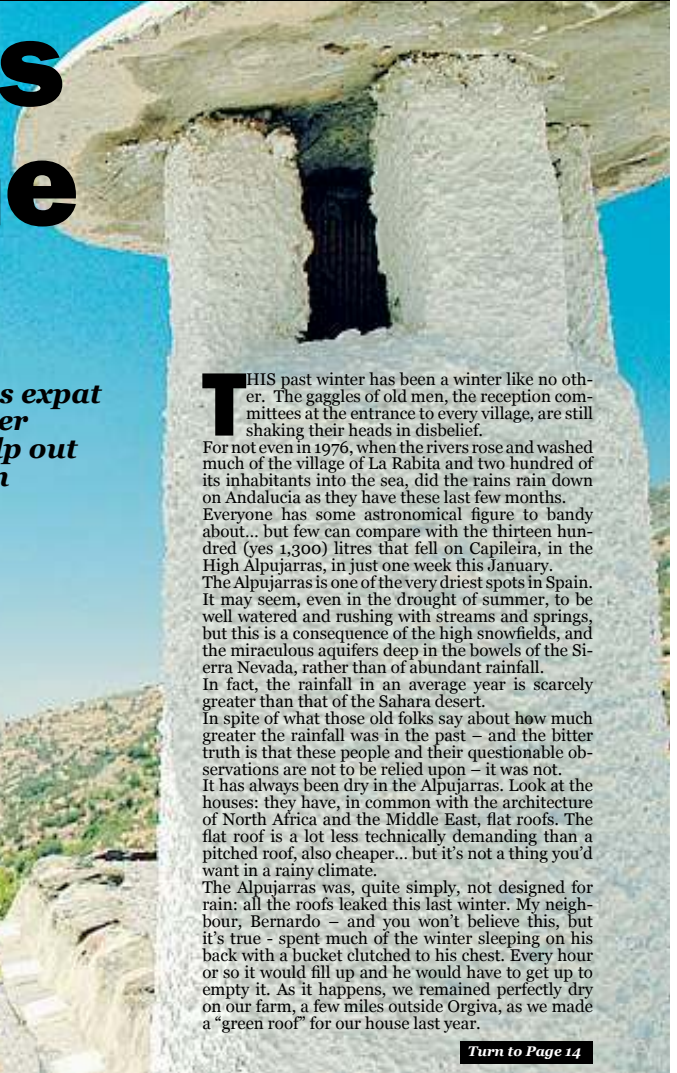 s
e
s expat
er
lp out
n
THIS past winter has been a winter like no oth-
er. The gaggles of old men, the reception com-
mittees at the entrance to every village, are still
shaking their heads in disbelief.
For not even in 1976, when the rivers rose and washed
much of the village of La Rabita and two hundred of
its inhabitants into the sea, did the rains rain down
on Andalucia as they have these last few months.
Everyone has some astronomical figure to bandy
about... but few can compare with the thirteen hun-
dred (yes 1,300) litres that fell on Capileira, in the
High Alpujarras, in just one week this January.
The Alpujarras is one of the very driest spots in Spain.
It may seem, even in the drought of summer, to be
well watered and rushing with streams and springs,
but this is a consequence of the high snowfields, and
the miraculous aquifers deep in the bowels of the Si-
erra Nevada, rather than of abundant rainfall.
In fact, the rainfall in an average year is scarcely
greater than that of the Sahara desert.
In spite of what those old folks say about how much
greater the rainfall was in the past – and the bitter
truth is that these people and their questionable ob-
servations are not to be relied upon – it was not.
It has always been dry in the Alpujarras. Look at the
houses: they have, in common with the architecture
of North Africa and the Middle East, flat roofs. The
flat roof is a lot less technically demanding than a
pitched roof, also cheaper... but it's not a thing you'd
want in a rainy climate.
The Alpujarras was, quite simply, not designed for
rain: all the roofs leaked this last winter. My neigh-
bour, Bernardo – and you won't believe this, but
it's true - spent much of the winter sleeping on his
back with a bucket clutched to his chest. Every hour
or so it would fill up and he would have to get up to
empty it. As it happens, we remained perfectly dry
on our farm, a few miles outside Orgiva, as we made
a "green roof" for our house last year.
Turn to Page 14